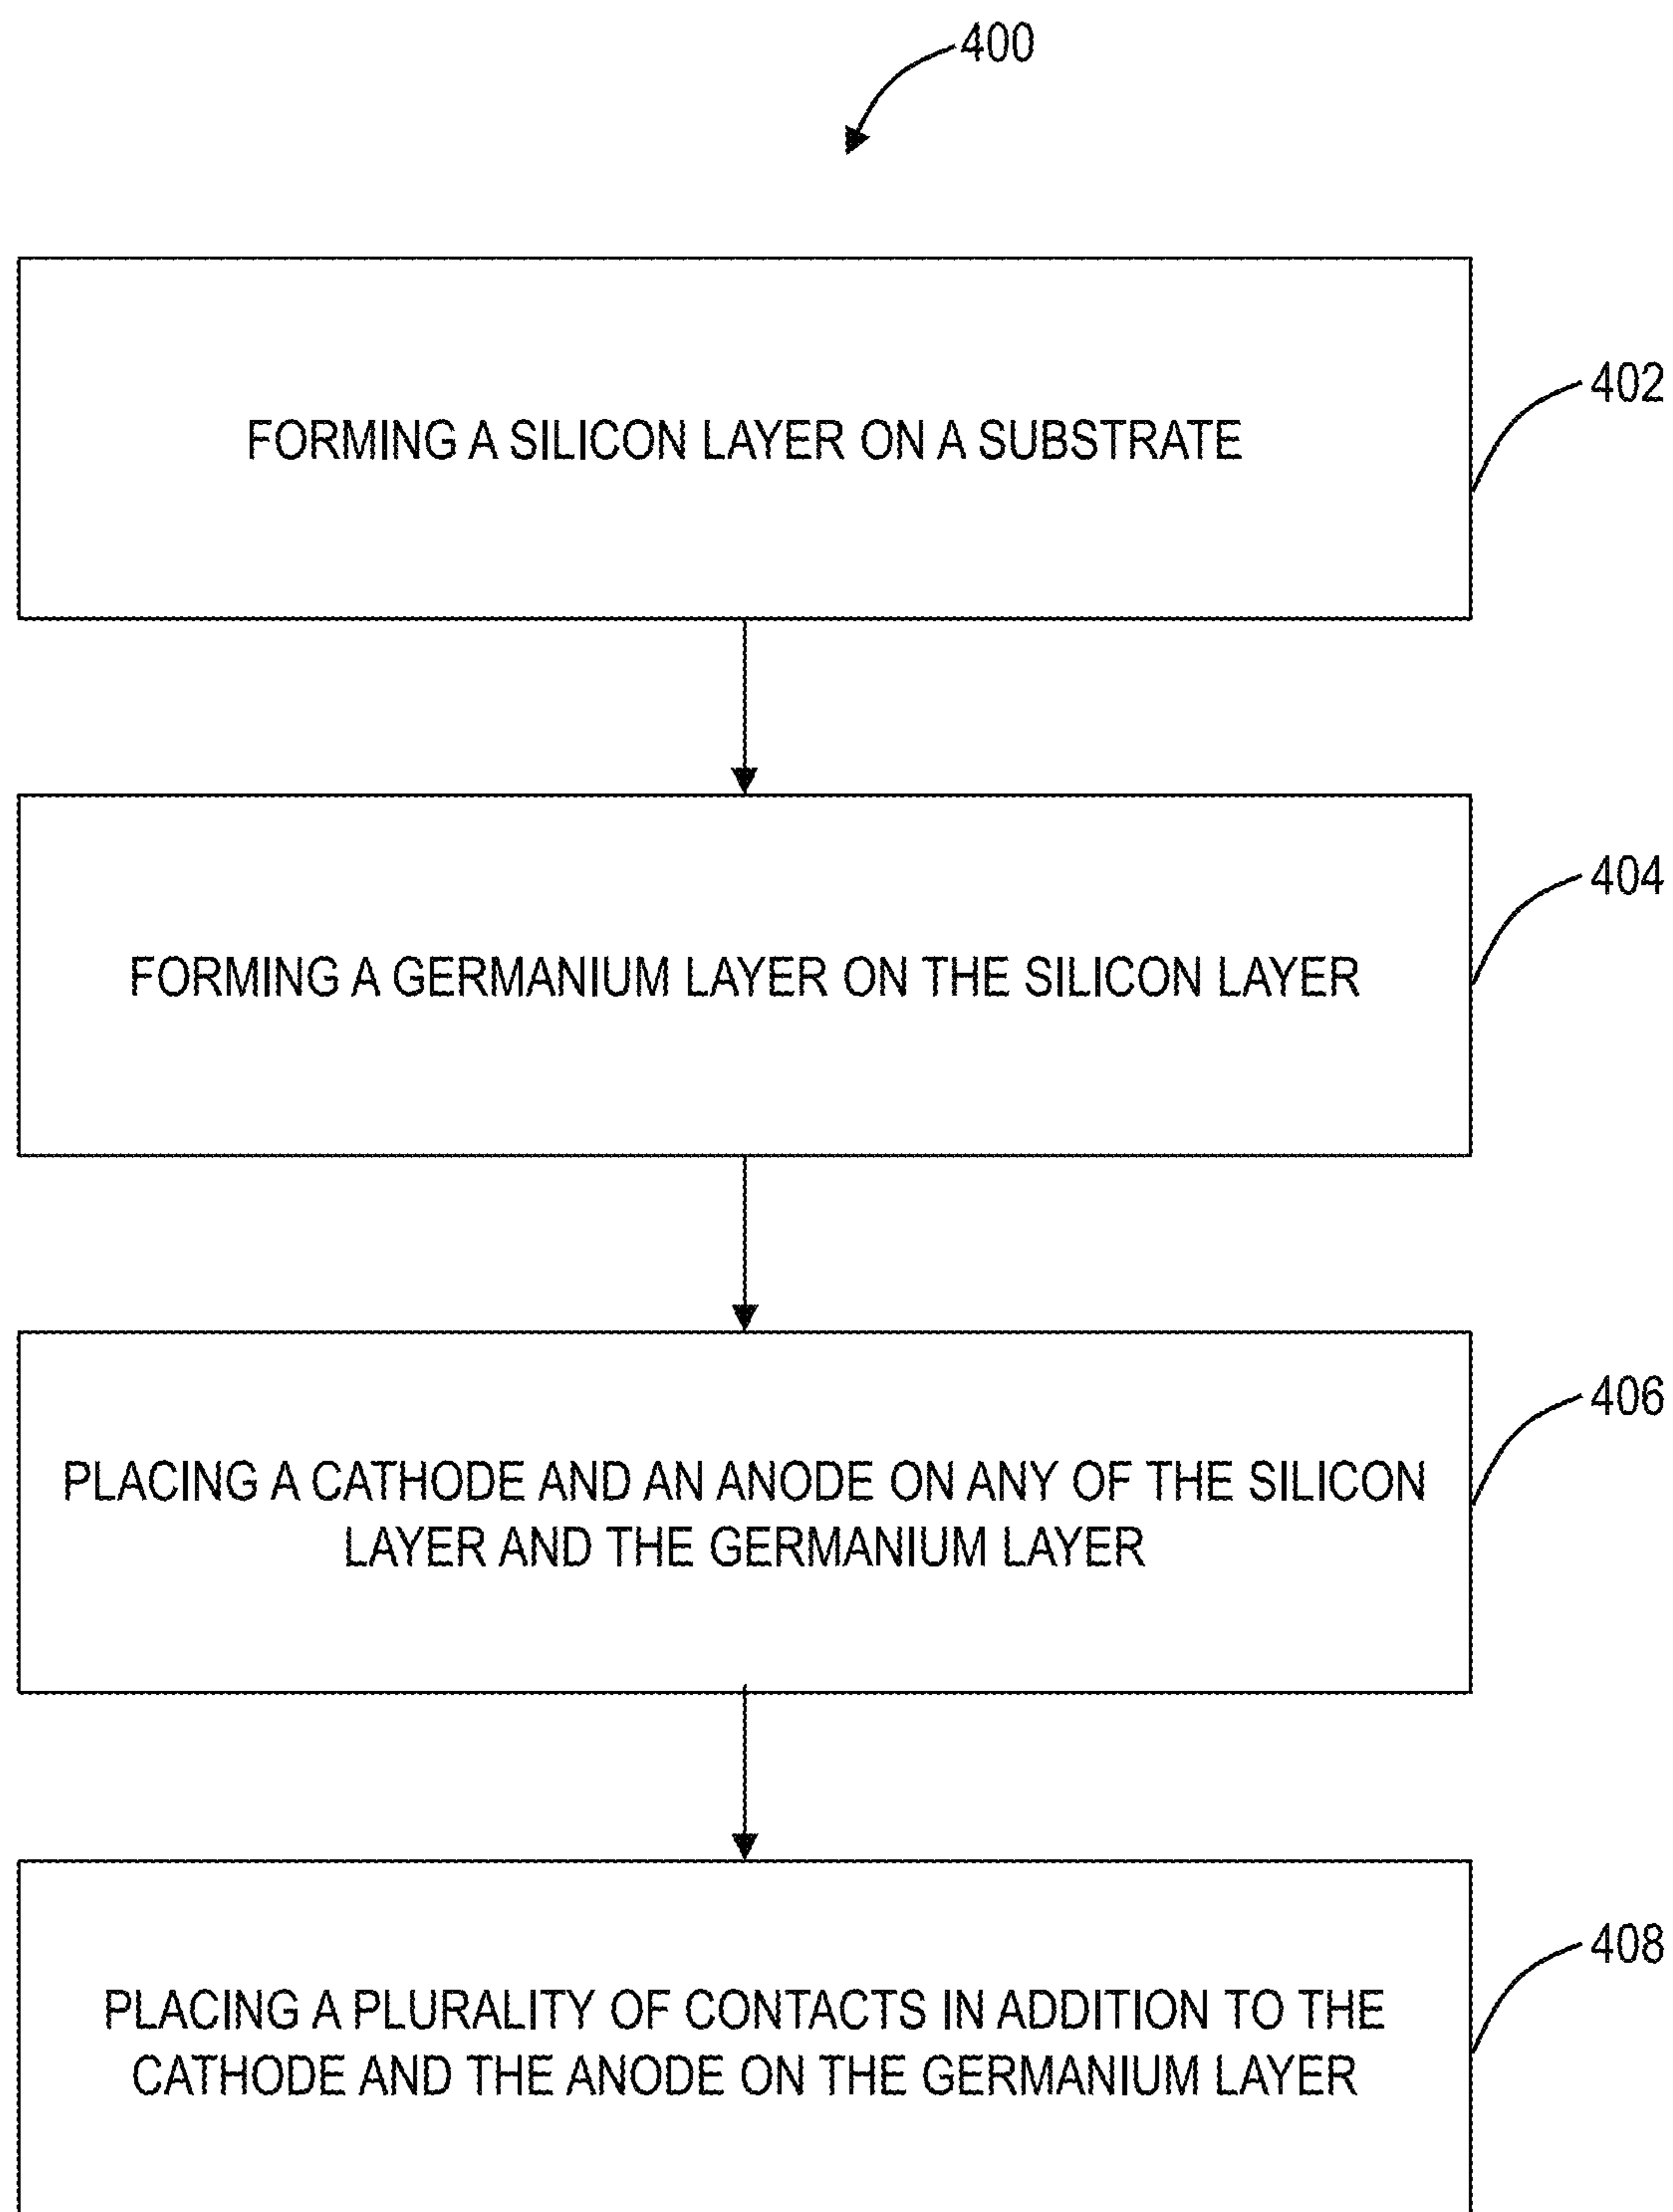 400
FORMING A SILICON LAYER ON A SUBSTRATE
402
FORMING A GERMANIUM LAYER ON THE SILICON LAYER
404
PLACING A CATHODE AND AN ANODE ON ANY OF THE SILICON
LAYER AND THE GERMANIUM LAYER
406
PLACING A PLURALITY OF CONTACTS IN ADDITION TO THE
CATHODE AND THE ANODE ON THE GERMANIUM LAYER
408